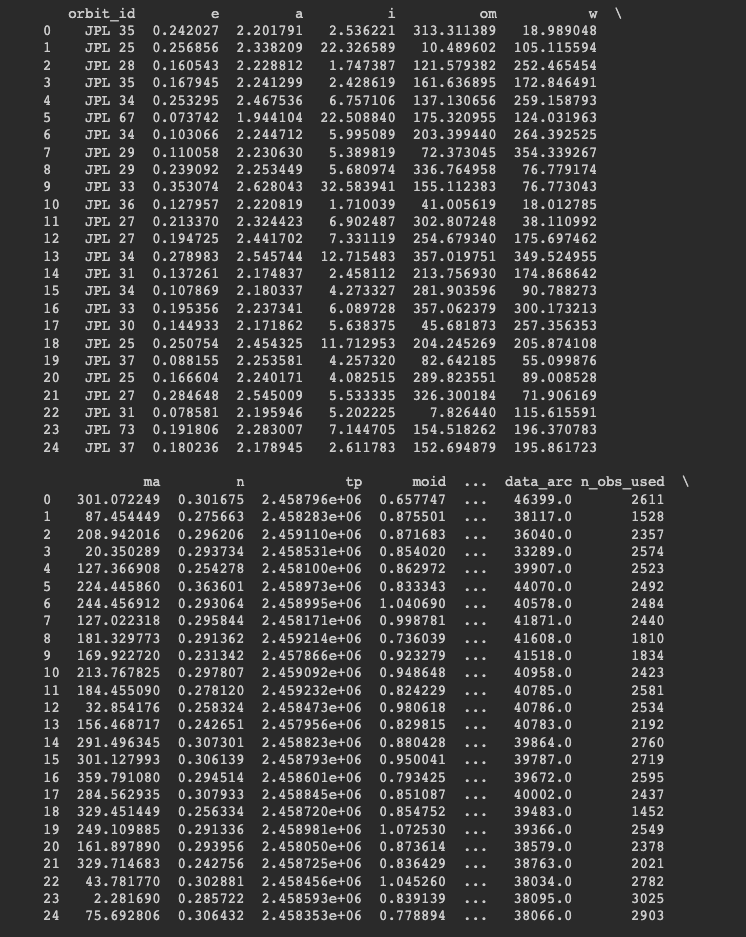 orbit_id e a i om w \
0 JPL 35 0.242027 2.201791 2.536221 313.311389 18.989048
1 JPL 25 0.256856 2.338209 22.326589 10.489602 105.115594
2 JPL 28 0.160543 2.228812 1.747387 121.579382 252.465454
3 JPL 35 0.167945 2.241299 2.428619 161.636895 172.846491
4 JPL 34 0.253295 2.467536 6.757106 137.130656 259.158793
5 JPL 67 0.073742 1.944104 22.508840 175.320955 124.031963
6 JPL 34 0.103066 2.244712 5.995089 203.399440 264.392525
7 JPL 29 0.110058 2.230630 5.389819 72.373045 354.339267
8 JPL 29 0.239092 2.253449 5.680974 336.764958 76.779174
9 JPL 33 0.353074 2.628043 32.583941 155.112383 76.773043
10 JPL 36 0.127957 2.220819 1.710039 41.005619 18.012785
11 JPL 27 0.213370 2.324423 6.902487 302.807248 38.110992
12 JPL 27 0.194725 2.441702 7.331119 254.679340 175.697462
13 JPL 34 0.278983 2.545744 12.715483 357.019751 349.524955
14 JPL 31 0.137261 2.174837 2.458112 213.756930 174.868642
15 JPL 34 0.107869 2.180337 4.273327 281.903596 90.788273
16 JPL 33 0.195356 2.237341 6.089728 357.062379 300.173213
17 JPL 30 0.144933 2.171862 5.638375 45.681873 257.356353
18 JPL 25 0.250754 2.454325 11.712953 204.245269 205.874108
19 JPL 37 0.088155 2.253581 4.257320 82.642185 55.099876
20 JPL 25 0.166604 2.240171 4.082515 289.823551 89.008528
21 JPL 27 0.284648 2.545009 5.533335 326.300184 71.906169
22 JPL 31 0.078581 2.195946 5.202225 7.826440 115.615591
23 JPL 73 0.191806 2.283007 7.144705 154.518262 196.370783
24 JPL 37 0.180236 2.178945 2.611783 152.694879 195.861723
ma n tp moid ... data_arc n_obs_used \
0 301.072249 0.301675 2.458796e+06 0.657747 ... 46399.0 2611
1 87.454449 0.275663 2.458283e+06 0.875501 ... 38117.0 1528
2 208.942016 0.296206 2.459110e+06 0.871683 ... 36040.0 2357
3 20.350289 0.293734 2.458531e+06 0.854020 ... 33289.0 2574
4 127.366908 0.254278 2.458100e+06 0.862972 ... 39907.0 2523
5 224.445860 0.363601 2.458973e+06 0.833343 ... 44070.0 2492
6 244.456912 0.293064 2.458995e+06 1.040690 ... 40578.0 2484
7 127.022318 0.295844 2.458171e+06 0.998781 ... 41871.0 2440
8 181.329773 0.291362 2.459214e+06 0.736039 ... 41608.0 1810
9 169.922720 0.231342 2.457866e+06 0.923279 ... 41518.0 1834
10 213.767825 0.297807 2.459092e+06 0.948648 ... 40958.0 2423
11 184.455090 0.278120 2.459232e+06 0.824229 ... 40785.0 2581
12 32.854176 0.258324 2.458473e+06 0.980618 ... 40786.0 2534
13 156.468717 0.242651 2.457956e+06 0.829815 ... 40783.0 2192
14 291.496345 0.307301 2.458823e+06 0.880428 ... 39864.0 2760
15 301.127993 0.306139 2.458793e+06 0.950041 ... 39787.0 2719
16 359.791080 0.294514 2.458601e+06 0.793425 ... 39672.0 2595
17 284.562935 0.307933 2.458845e+06 0.851087 ... 40002.0 2437
18 329.451449 0.256334 2.458720e+06 0.854752 ... 39483.0 1452
19 249.109885 0.291336 2.458981e+06 1.072530 ... 39366.0 2549
20 161.897890 0.293956 2.458050e+06 0.873614 ... 38579.0 2378
21 329.714683 0.242756 2.458725e+06 0.836429 ... 38763.0 2021
22 43.781770 0.302881 2.458456e+06 1.045260 ... 38034.0 2782
23 2.281690 0.285722 2.458593e+06 0.839139 ... 38095.0 3025
24 75.692806 0.306432 2.458353e+06 0.778894 ... 38066.0 2903